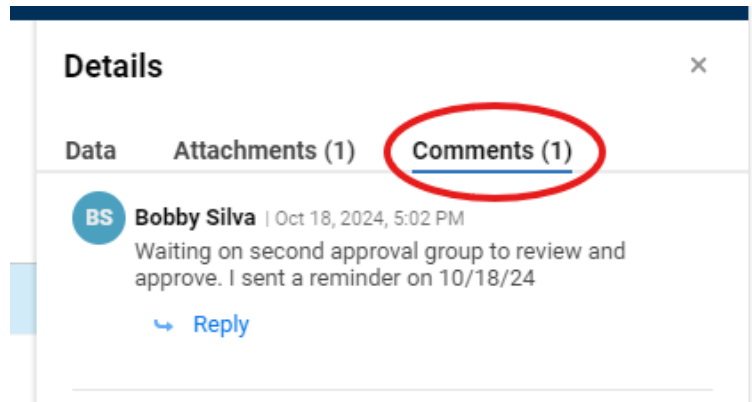 Details ×
Data Attachments (1) Comments (1)
BS Bobby Silva | Oct 18, 2024, 5:02 PM
Waiting on second approval group to review and
approve. I sent a reminder on 10/18/24
Reply